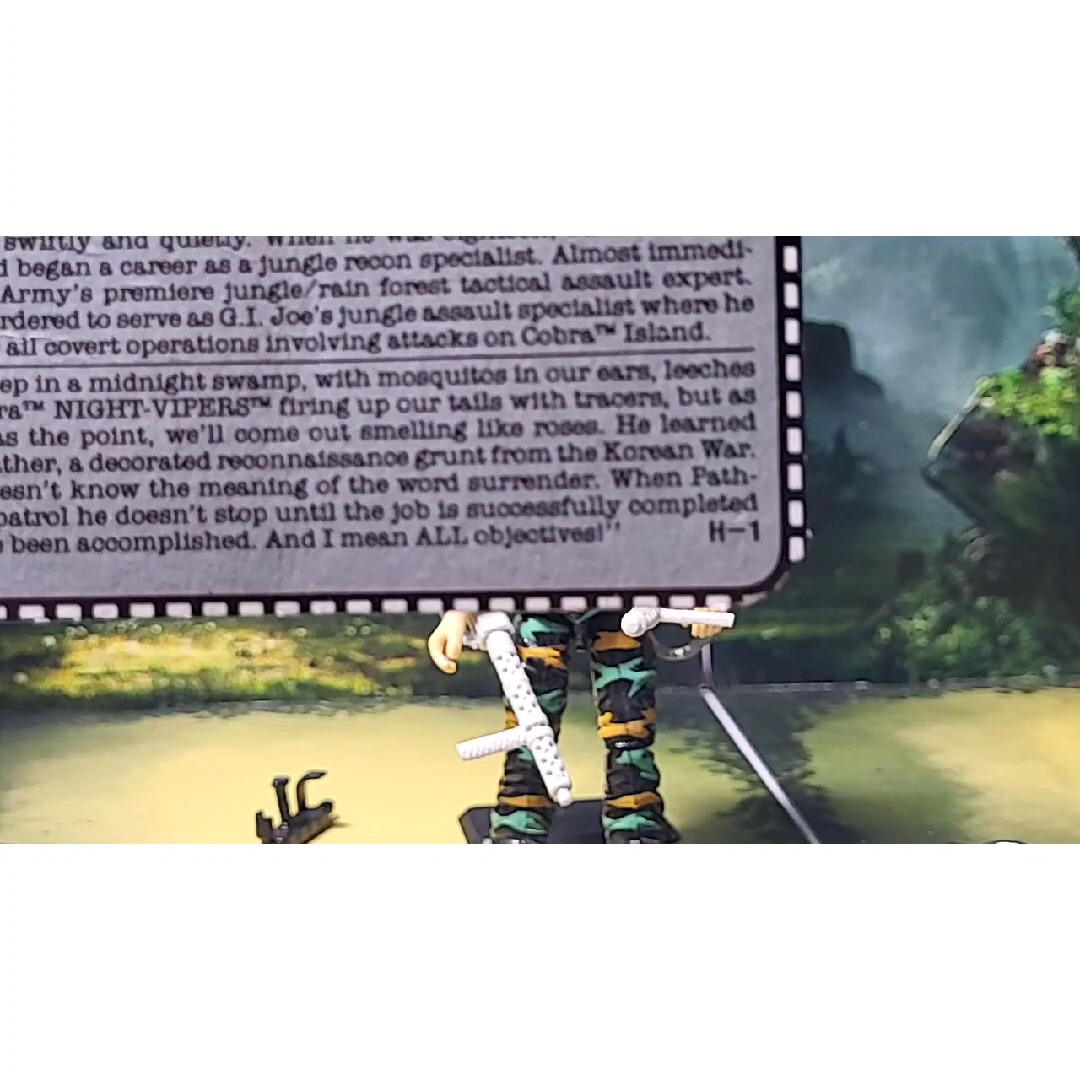 swiftly and quietly. When he was
began a career as a jungle recon specialist. Almost immedi-
Army's premiere jungle/rain forest tactical assault expert.
rdered to serve as G.I. Joe's jungle assault specialist where he
all covert operations involving attacks on Cobra™ Island.
ep in a midnight swamp, with mosquitos in our ears, leeches
ra™ NIGHT-VIPERS™ firing up our tails with tracers, but as
as the point, we'll come out smelling like roses. He learned
ther, a decorated reconnaissance grunt from the Korean War.
esn't know the meaning of the word surrender. When Path-
patrol he doesn't stop until the job is successfully completed
been accomplished. And I mean ALL objectives!"
H-1